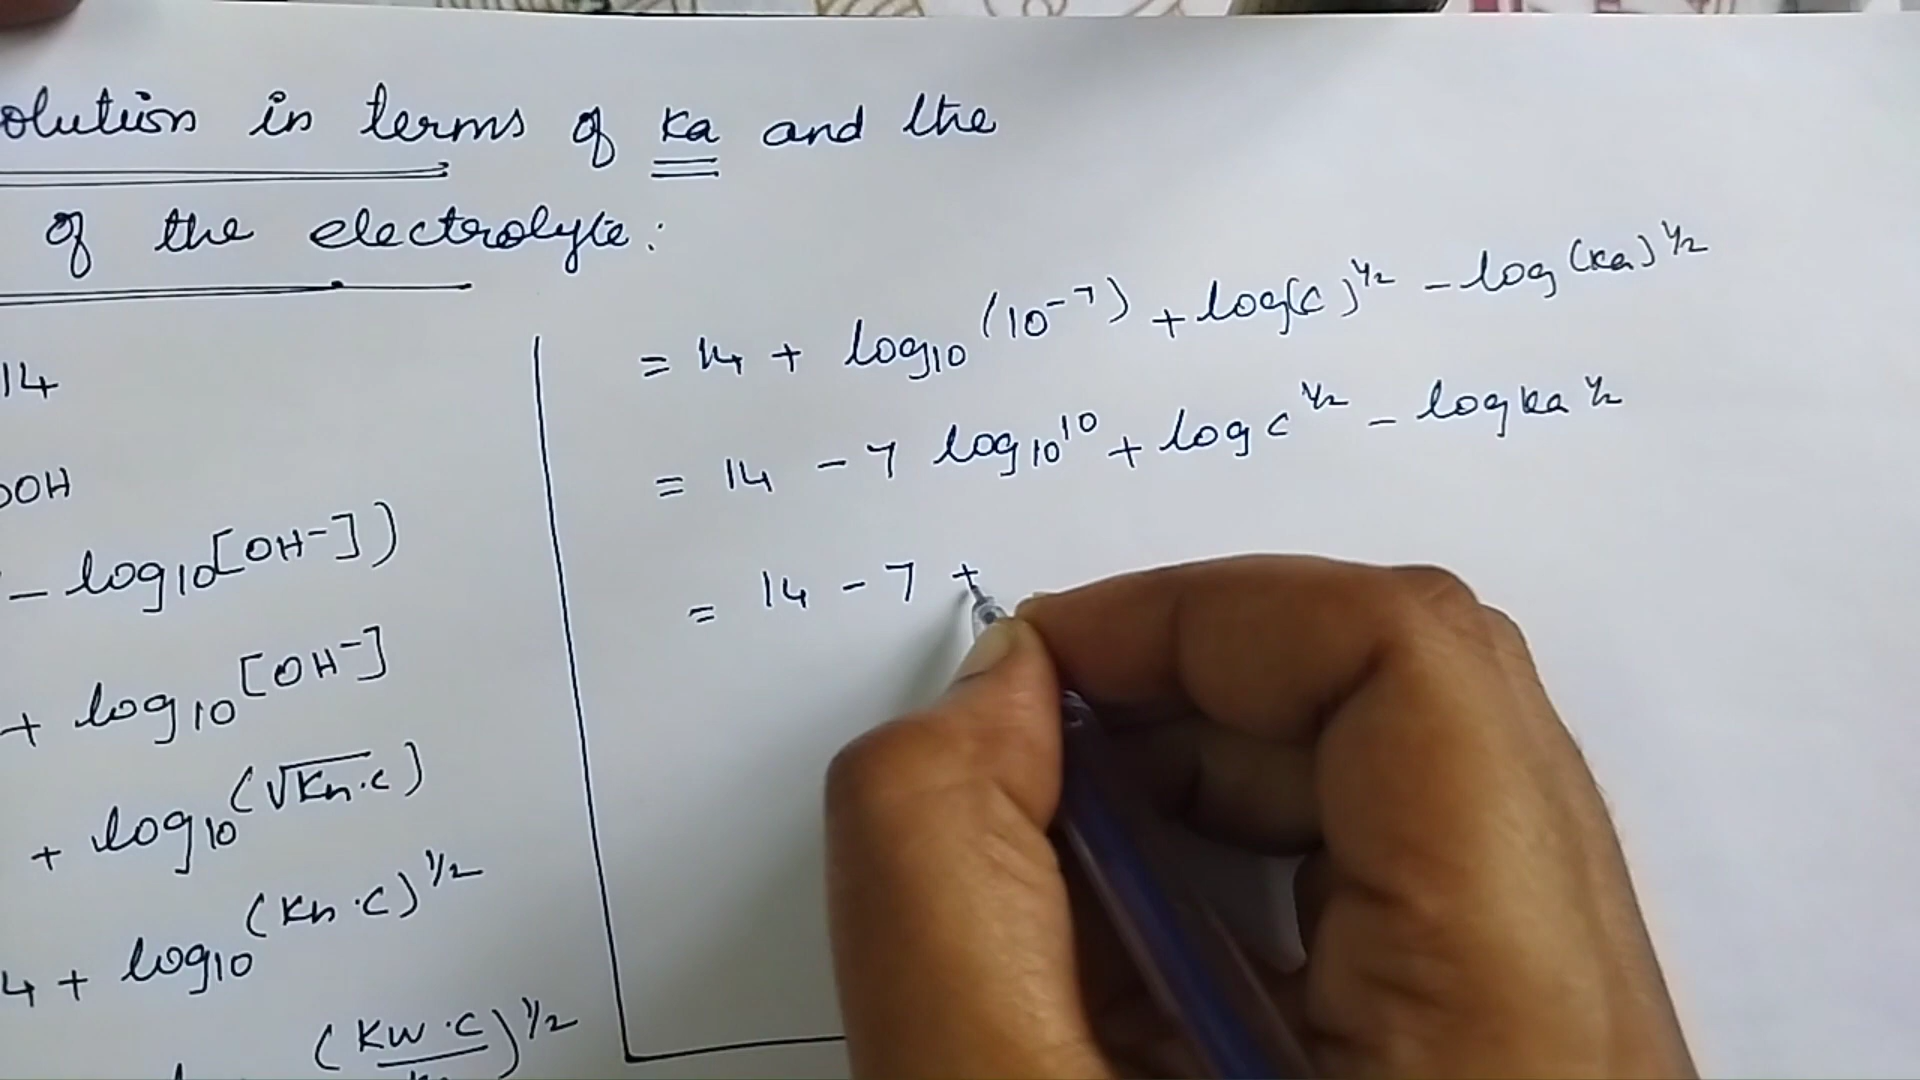 olution in terms of ka and the
of the electrolyte:
14
OOH
- log10[OH-])
+ log10[OH-]
+ log10(√Kh.c)
4 + log10(Kh.c)^1/2
(Kw.c)^1/2
= 14 + log10(10-7) + log(c)^1/2 - log(ka)^1/2
= 14 - 7 log10 10 + log c^1/2 - log ka^1/2
= 14 - 7 +